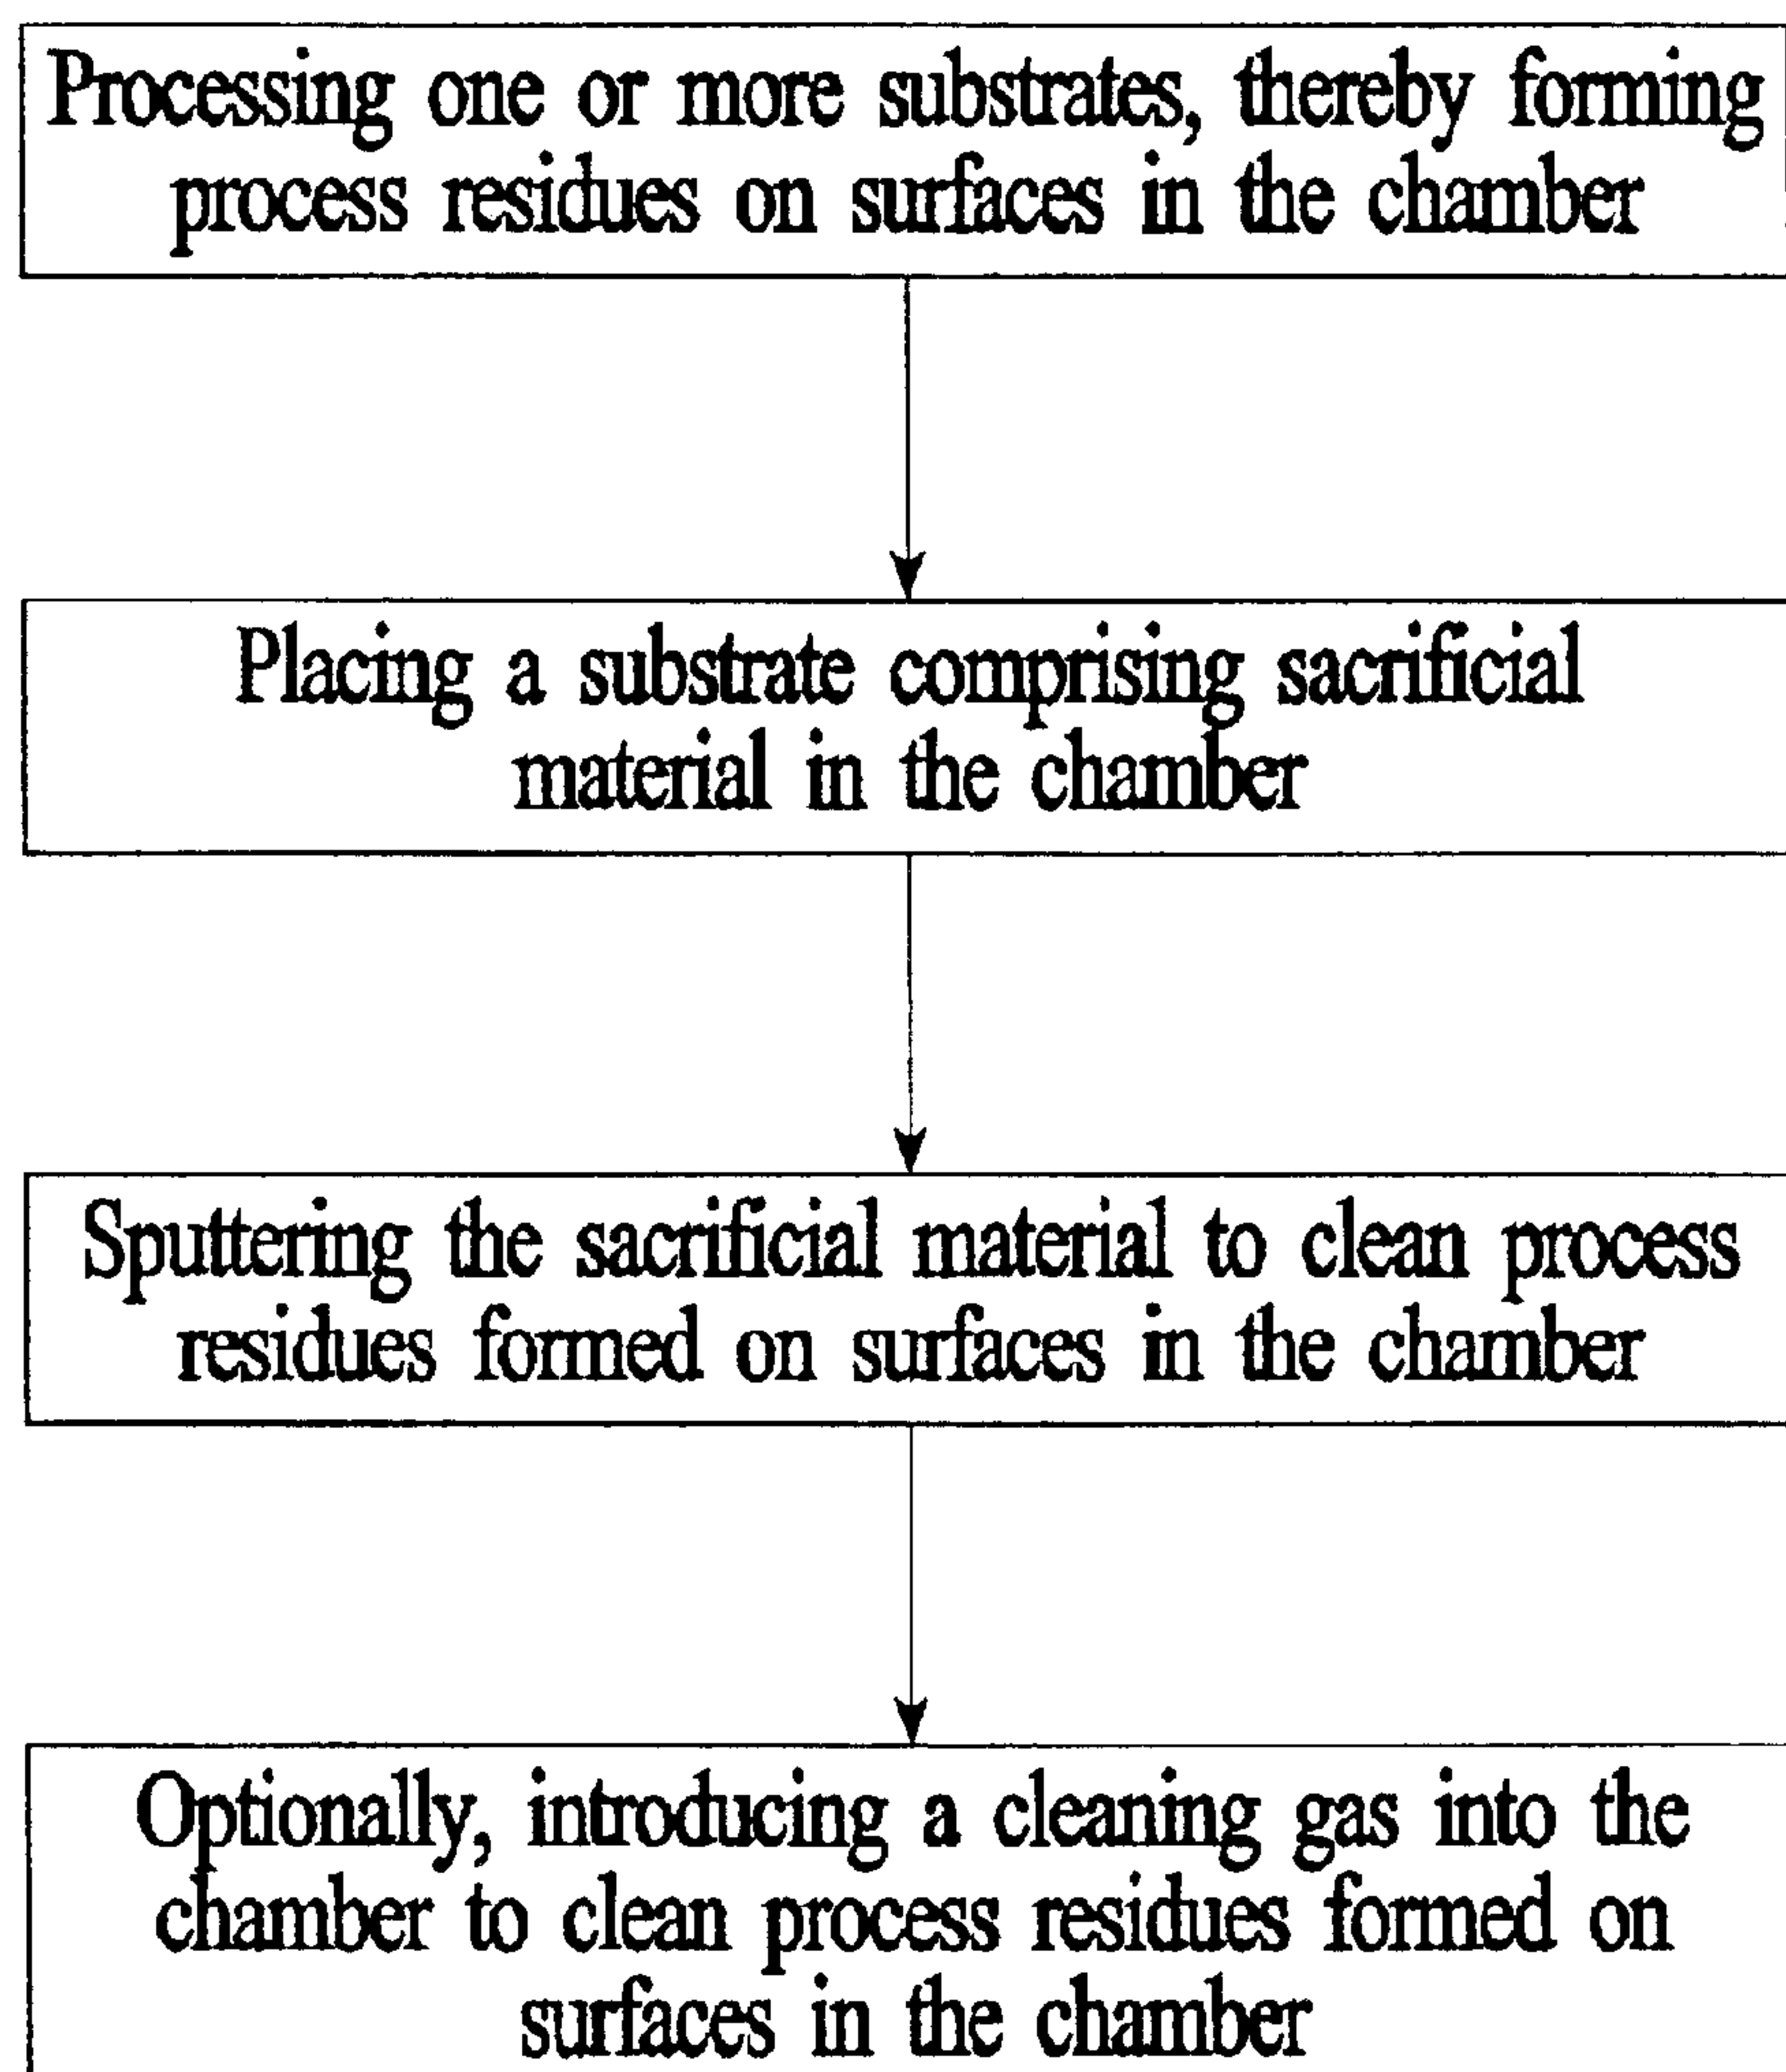 Processing one or more substrates, thereby forming
process residues on surfaces in the chamber
Placing a substrate comprising sacrificial
material in the chamber
Sputtering the sacrificial material to clean process
residues formed on surfaces in the chamber
Optionally, introducing a cleaning gas into the
chamber to clean process residues formed on
surfaces in the chamber